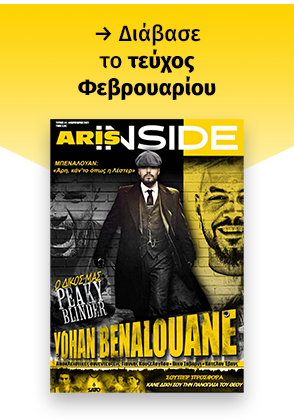 → Διάβασε
το τεύχος
Φεβρουαρίου
ARIS INSIDE
ΜΠΕΝΑΛΟΥΑΝ:
«Άρη, κάν'το όπως η Λέστερ»
Ο ΔΙΚΟΣ ΜΑΣ
PEAKY
BLINDER
YOHAN BENALOUANE
ΣΟΥΠΕΡ ΠΡΟΣΦΟΡΑ
ΚΑΝΕ ΔΙΚΗ ΣΟΥ ΤΗΝ ΠΑΝΟΠΛΙΑ ΤΟΥ ΘΕΟΥ